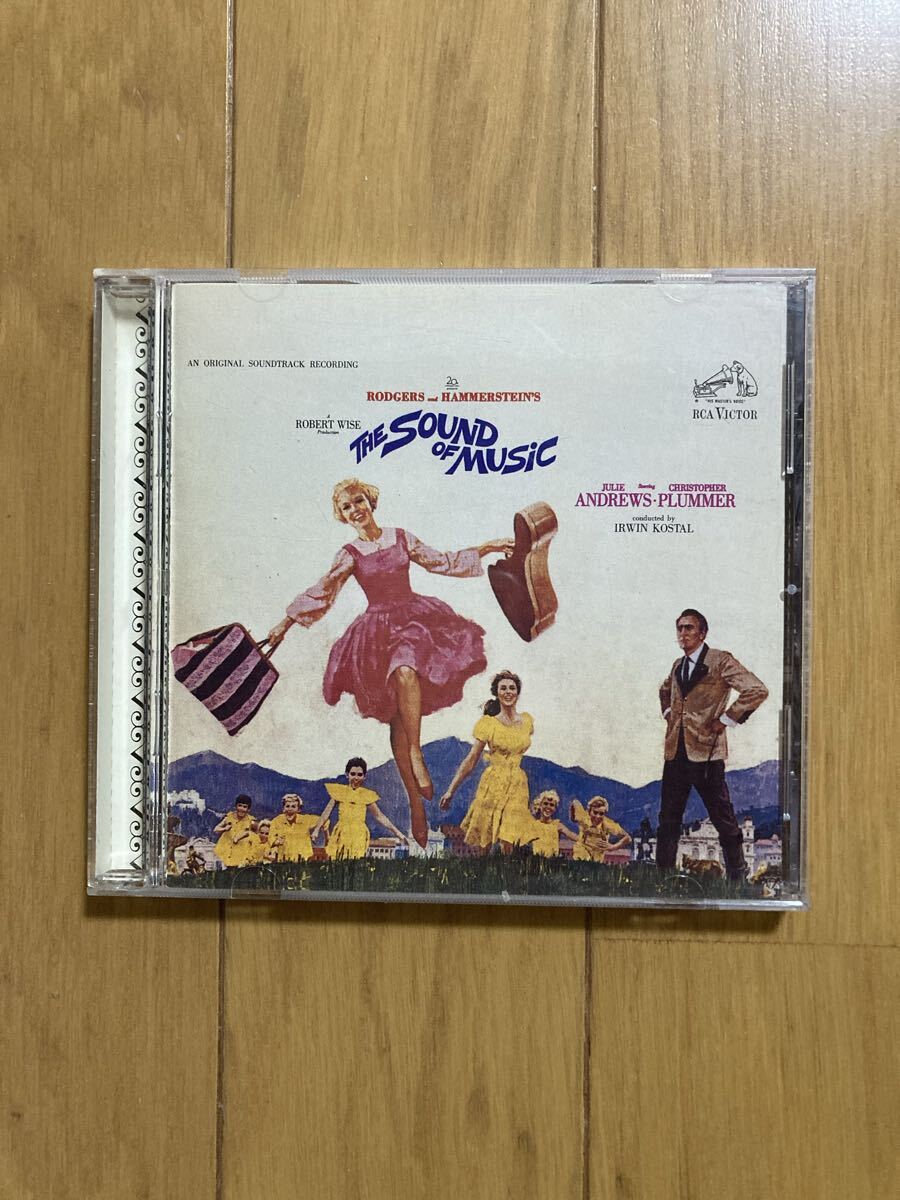 AN ORIGINAL SOUNDTRACK RECORDING
20
RODGERS and HAMMERSTEIN'S
A
ROBERT WISE
Production
THE SOUND
OF MUSIC
"HIS MASTER'S VOICE"
RCA VICTOR
JULIE Starring CHRISTOPHER
ANDREWS · PLUMMER
conducted by
IRWIN KOSTAL